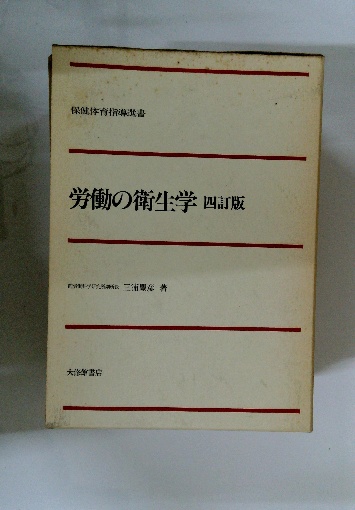 保健体育指導選書
労働の衛生学 四訂版
三浦豊彦 著
大修館書店